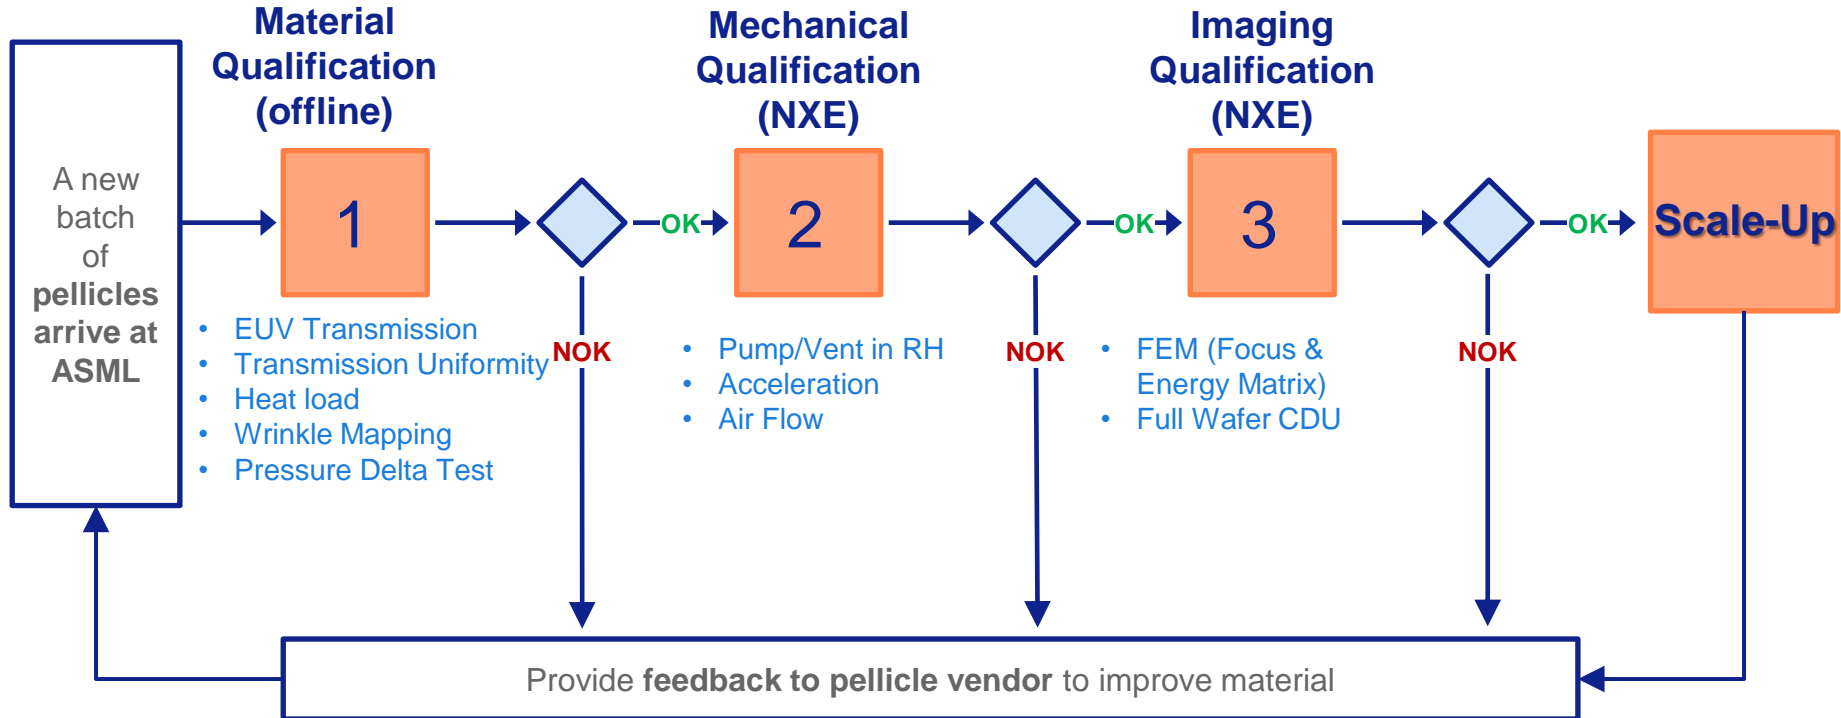 Material
Qualification
(offline)
Mechanical
Qualification
(NXE)
Imaging
Qualification
(NXE)
A new
batch
of
pellicles
arrive at
ASML
1
OK
2
OK
3
OK
Scale-Up
• EUV Transmission
• Transmission Uniformity
• Heat load
• Wrinkle Mapping
• Pressure Delta Test
NOK
• Pump/Vent in RH
• Acceleration
• Air Flow
NOK
• FEM (Focus &
Energy Matrix)
• Full Wafer CDU
NOK
Provide feedback to pellicle vendor to improve material